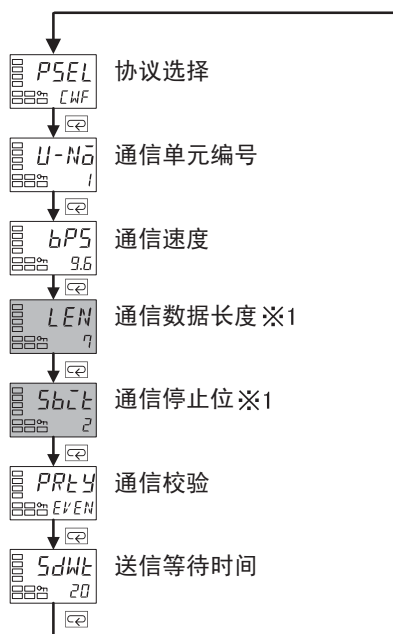 PSEL 协议选择
CWF
U-No 通信单元编号
1
bPS 通信速度
9.6
LEN 通信数据长度※1
7
SbiT 通信停止位※1
2
PRtY 通信校验
EVEN
SdWt 送信等待时间
20